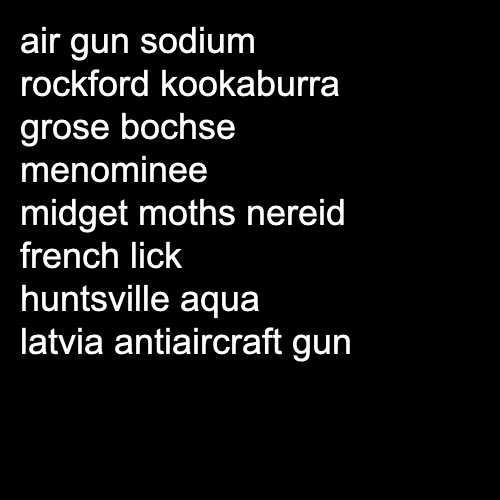 air gun sodium
rockford kookaburra
grose bochse
menominee
midget moths nereid
french lick
huntsville aqua
latvia antiaircraft gun